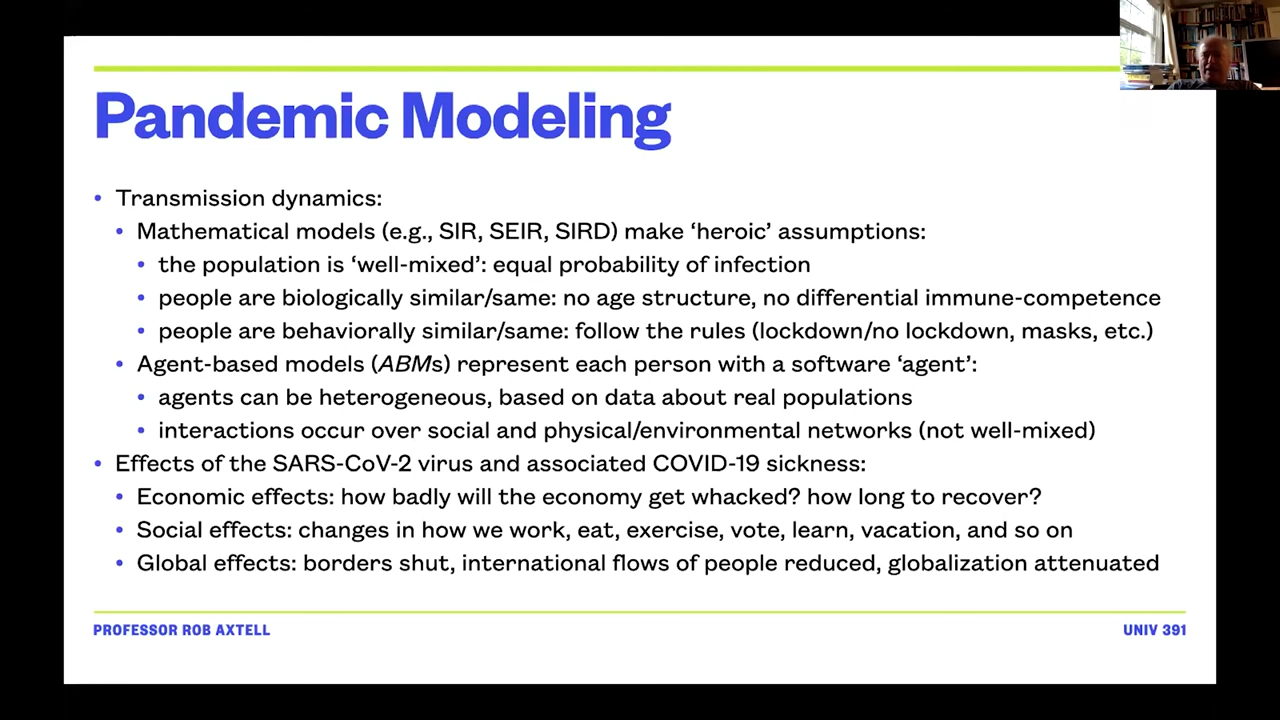 Pandemic Modeling
• Transmission dynamics:
• Mathematical models (e.g., SIR, SEIR, SIRD) make ‘heroic’ assumptions:
• the population is ‘well-mixed’: equal probability of infection
• people are biologically similar/same: no age structure, no differential immune-competence
• people are behaviorally similar/same: follow the rules (lockdown/no lockdown, masks, etc.)
• Agent-based models (ABMs) represent each person with a software ‘agent’:
• agents can be heterogeneous, based on data about real populations
• interactions occur over social and physical/environmental networks (not well-mixed)
• Effects of the SARS-CoV-2 virus and associated COVID-19 sickness:
• Economic effects: how badly will the economy get whacked? how long to recover?
• Social effects: changes in how we work, eat, exercise, vote, learn, vacation, and so on
• Global effects: borders shut, international flows of people reduced, globalization attenuated
PROFESSOR ROB AXTELL
UNIV 391